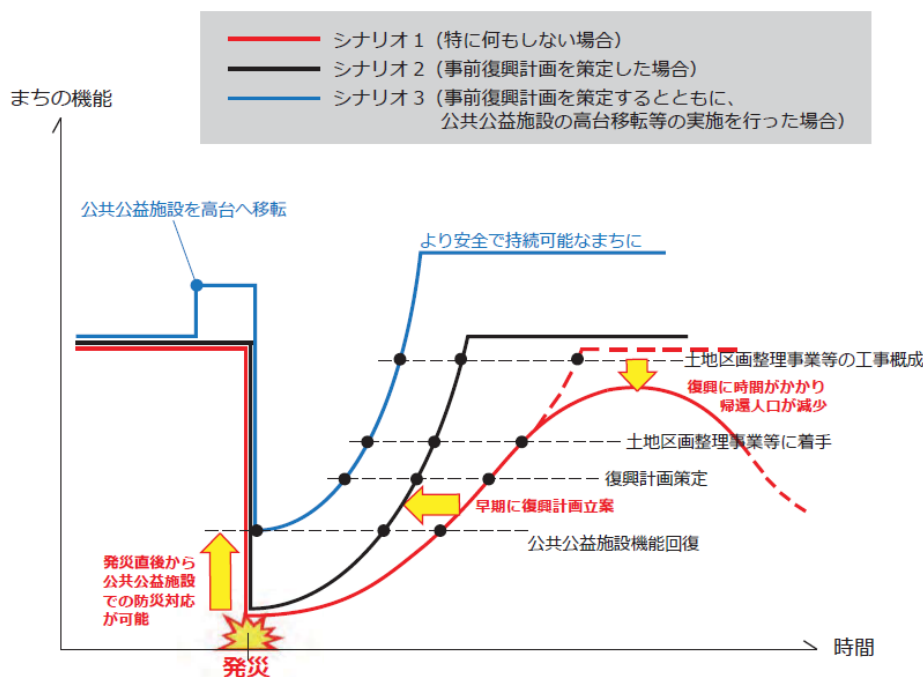 シナリオ１（特に何もしない場合）
シナリオ２（事前復興計画を策定した場合）
シナリオ３（事前復興計画を策定するとともに、
公共公益施設の高台移転等の実施を行った場合）
まちの機能
公共公益施設を高台へ移転
より安全で持続可能なまちに
土地区画整理事業等の工事概成
復興に時間がかかり
帰還人口が減少
土地区画整理事業等に着手
復興計画策定
早期に復興計画立案
公共公益施設機能回復
発災直後から
公共公益施設
での防災対応
が可能
発災
時間